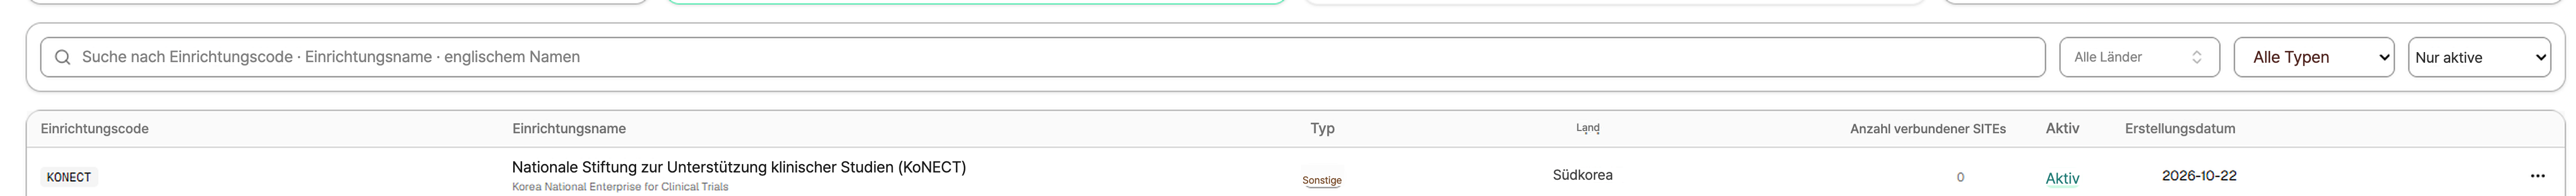 Suche nach Einrichtungscode · Einrichtungsname · englischem Namen
Alle Länder
Alle Typen
Nur aktive
Einrichtungscode Einrichtungsname Typ Land Anzahl verbundener SITEs Aktiv Erstellungsdatum
KONECT Nationale Stiftung zur Unterstützung klinischer Studien (KoNECT) Sonstige Südkorea 0 Aktiv 2026-10-22
Korea National Enterprise for Clinical Trials